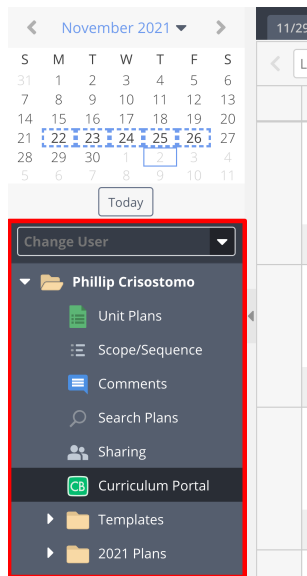 November 2021
11/29
S M T W T F S
31 1 2 3 4 5 6
7 8 9 10 11 12 13
14 15 16 17 18 19 20
21 22 23 24 25 26 27
28 29 30 1 2 3 4
5 6 7 8 9 10 11
Today
Change User
Phillip Crisostomo
Unit Plans
Scope/Sequence
Comments
Search Plans
Sharing
CB Curriculum Portal
Templates
2021 Plans